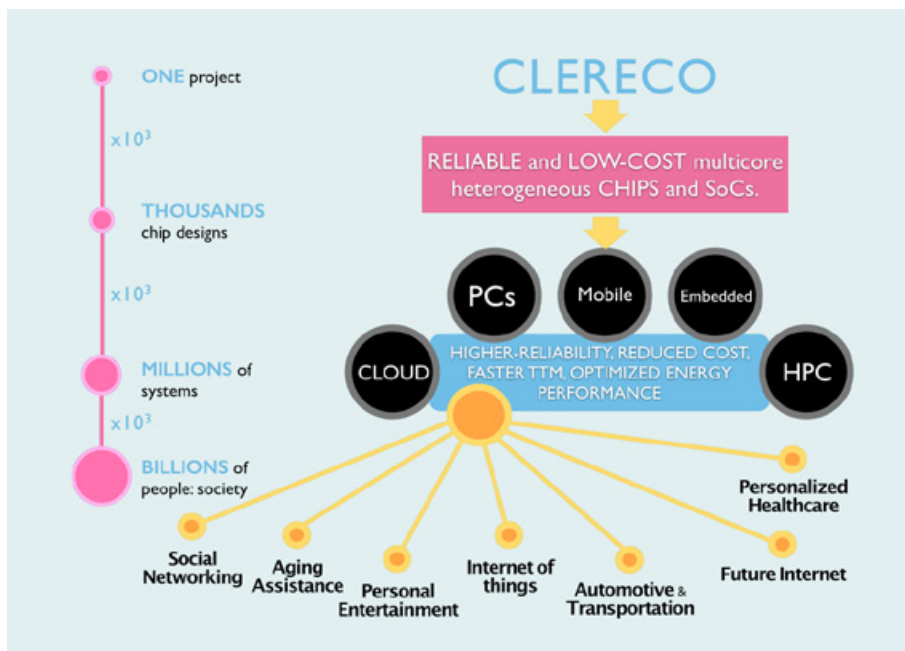 ONE project
x10³
THOUSANDS
chip designs
x10³
MILLIONS of
systems
x10³
BILLIONS of
people: society
CLERECO
RELIABLE and LOW-COST multicore
heterogeneous CHIPS and SoCs.
PCs
Mobile
Embedded
CLOUD
HIGHER-RELIABILITY, REDUCED COST,
FASTER TTM, OPTIMIZED ENERGY
PERFORMANCE
HPC
Social
Networking
Aging
Assistance
Personal
Entertainment
Internet of
things
Automotive &
Transportation
Future Internet
Personalized
Healthcare